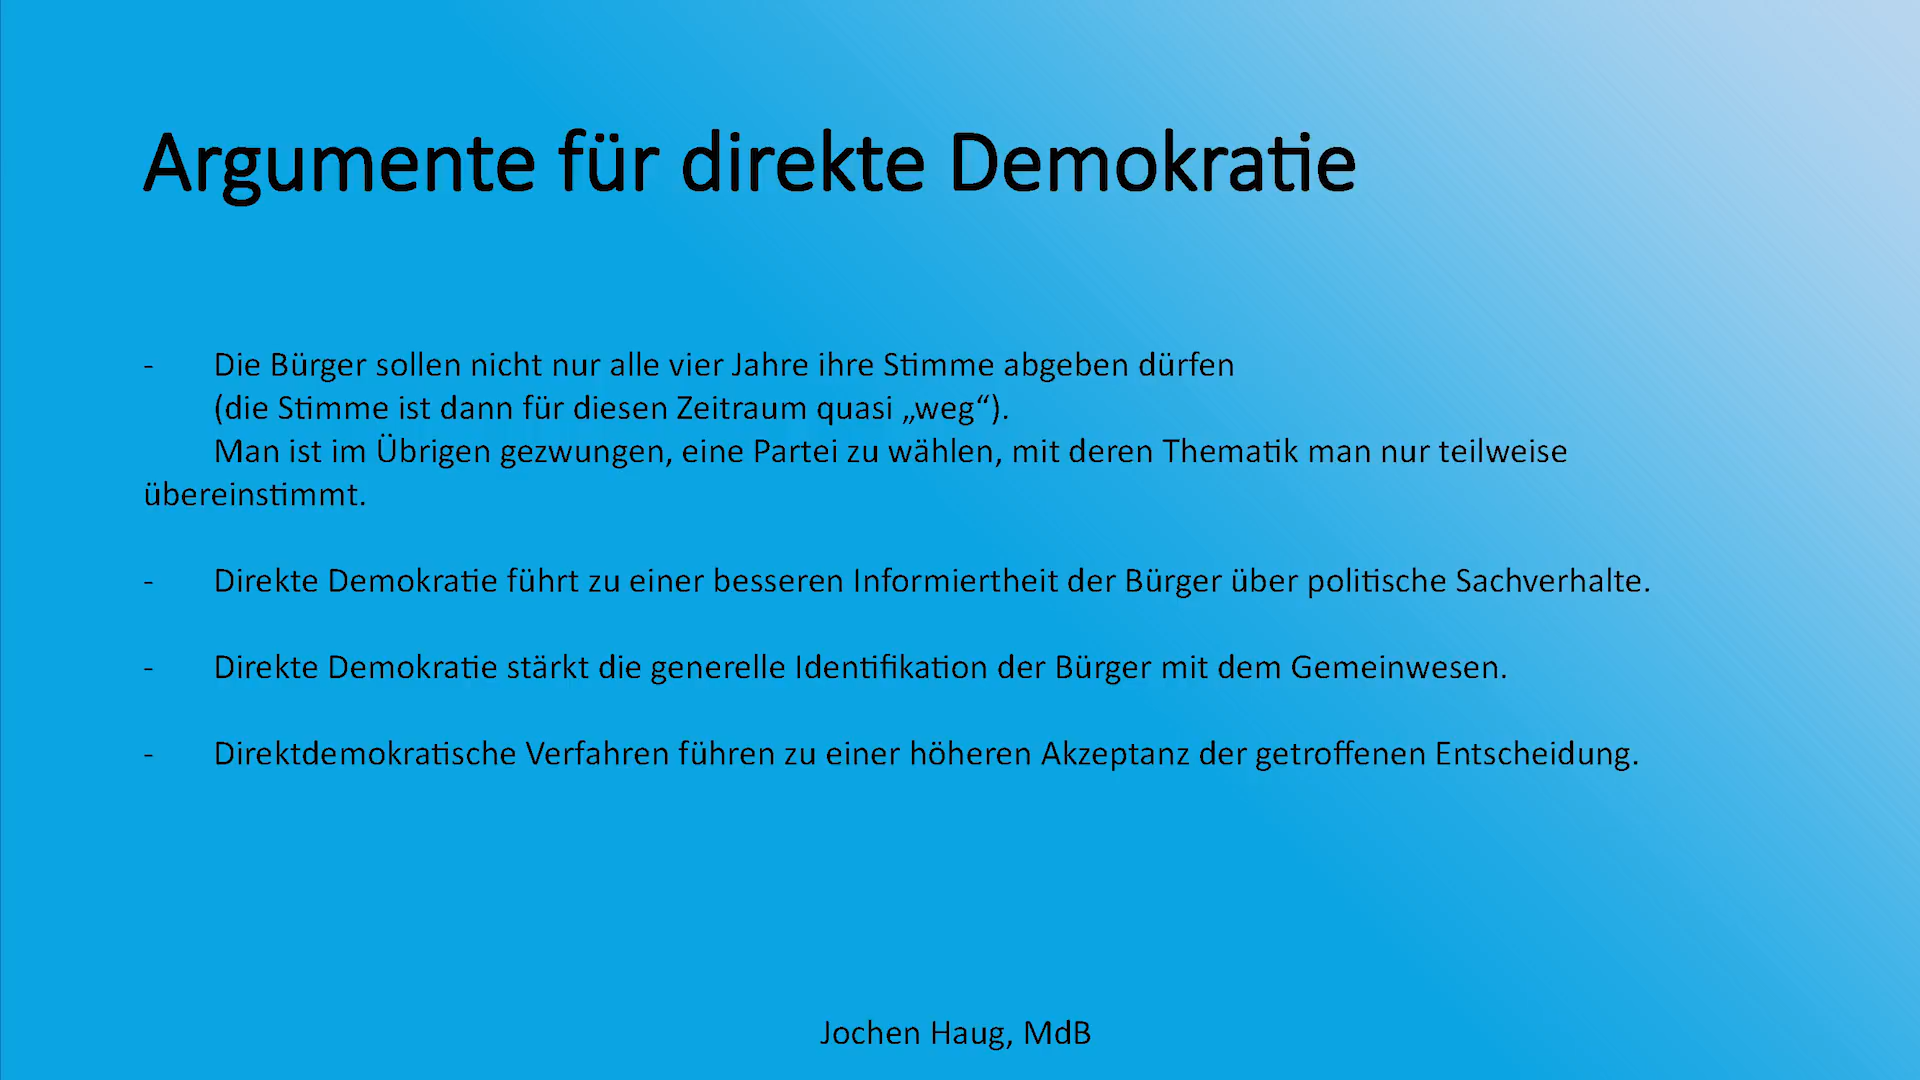 Argumente für direkte Demokratie
- Die Bürger sollen nicht nur alle vier Jahre ihre Stimme abgeben dürfen
(die Stimme ist dann für diesen Zeitraum quasi „weg“).
Man ist im Übrigen gezwungen, eine Partei zu wählen, mit deren Thematik man nur teilweise
übereinstimmt.
- Direkte Demokratie führt zu einer besseren Informiertheit der Bürger über politische Sachverhalte.
- Direkte Demokratie stärkt die generelle Identifikation der Bürger mit dem Gemeinwesen.
- Direktdemokratische Verfahren führen zu einer höheren Akzeptanz der getroffenen Entscheidung.
Jochen Haug, MdB